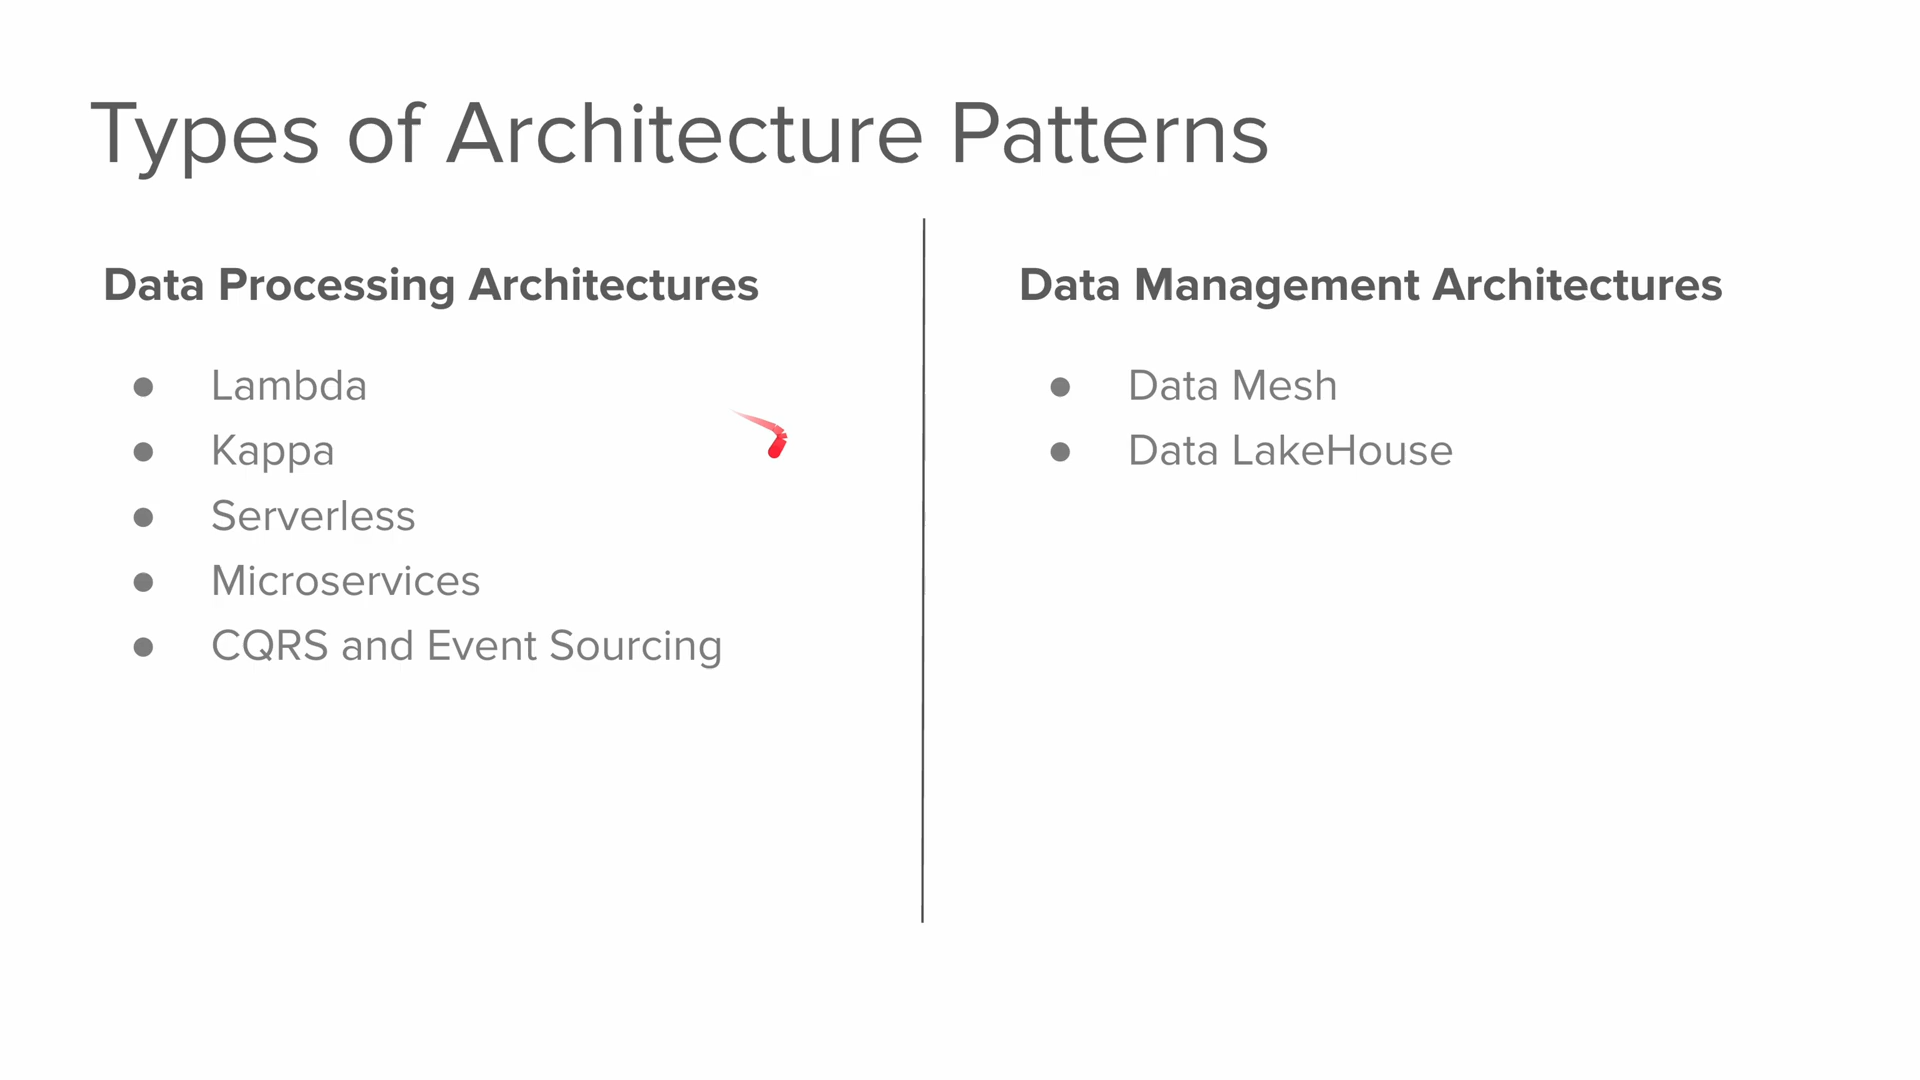 Types of Architecture Patterns
Data Processing Architectures
● Lambda
● Kappa
● Serverless
● Microservices
● CQRS and Event Sourcing
Data Management Architectures
● Data Mesh
● Data LakeHouse